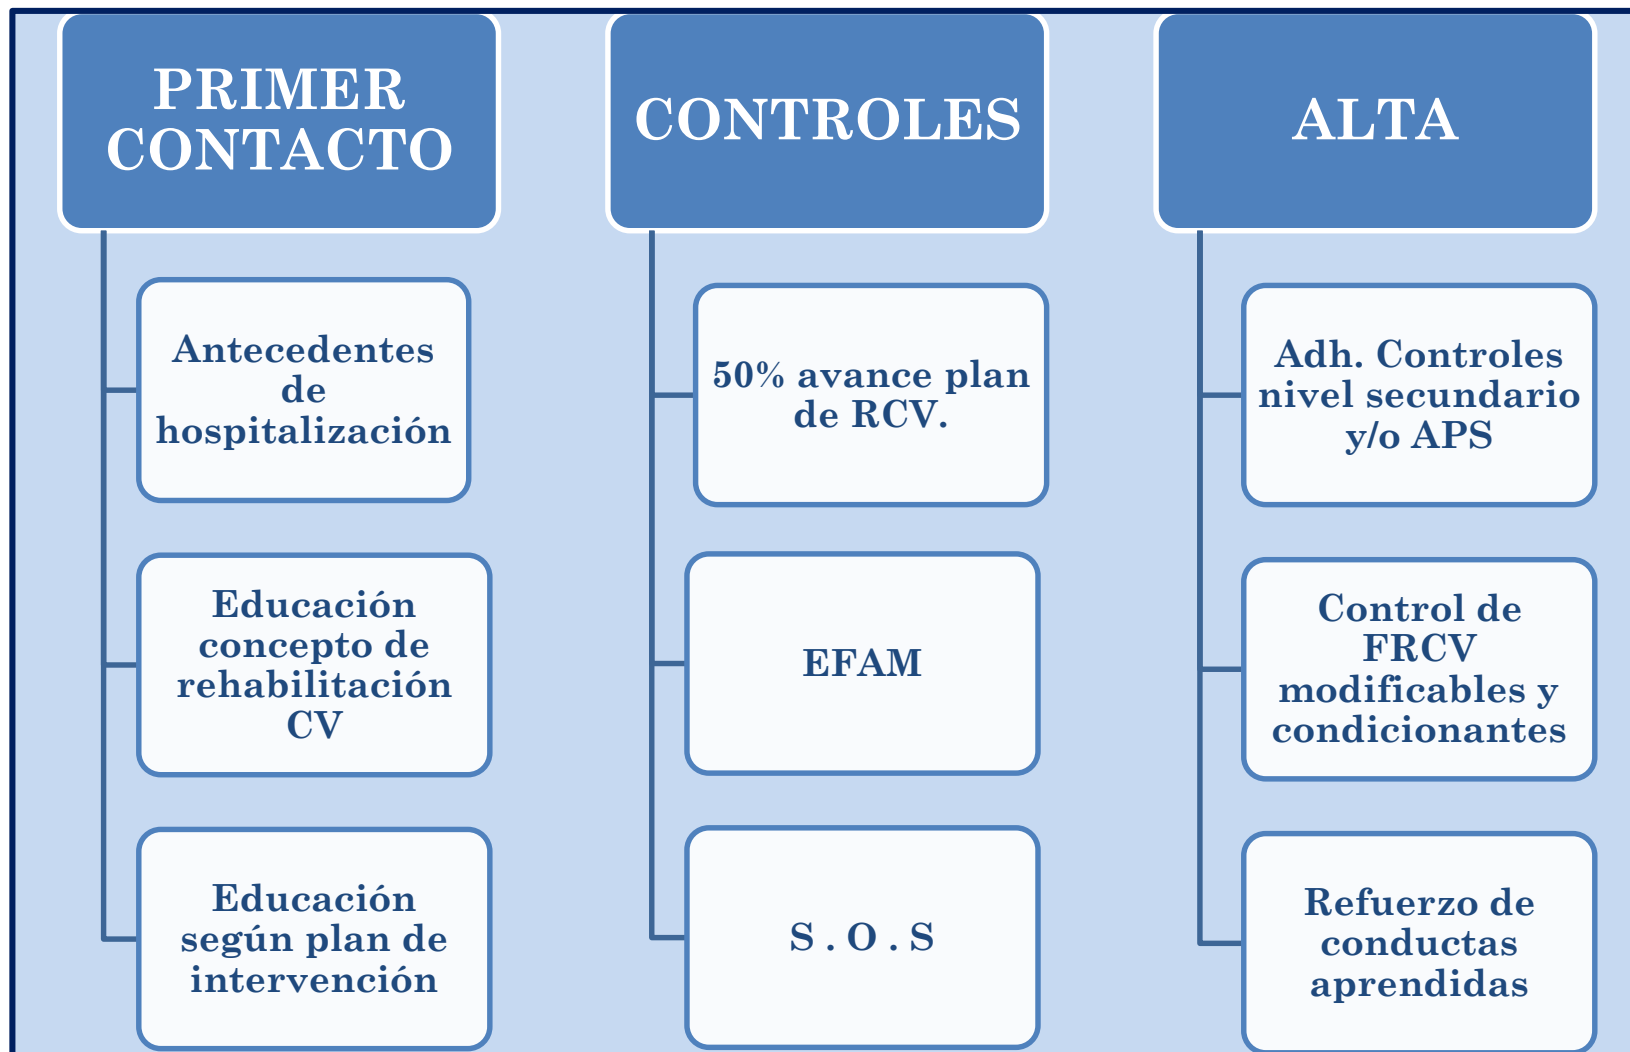 PRIMER
CONTACTO
Antecedentes
de
hospitalización
Educación
concepto de
rehabilitación
CV
Educación
según plan de
intervención
CONTROLES
50% avance plan
de RCV.
EFAM
S . O . S
ALTA
Adh. Controles
nivel secundario
y/o APS
Control de
FRCV
modificables y
condicionantes
Refuerzo de
conductas
aprendidas